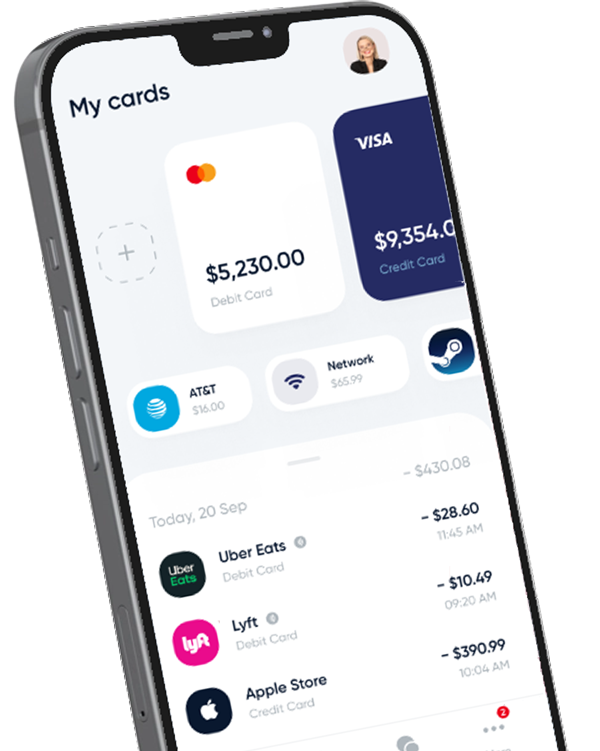 My cards
VISA
$5,230.00
Debit Card
$9,354.0
Credit Card
AT&T
$16.00
Network
$65.99
Today, 20 Sep
- $430.08
Uber Eats
Uber Eats
Debit Card
- $28.60
11:45 AM
lyft
Lyft
Debit Card
- $10.49
09:20 AM
Apple Store
Credit Card
- $390.99
10:04 AM
2